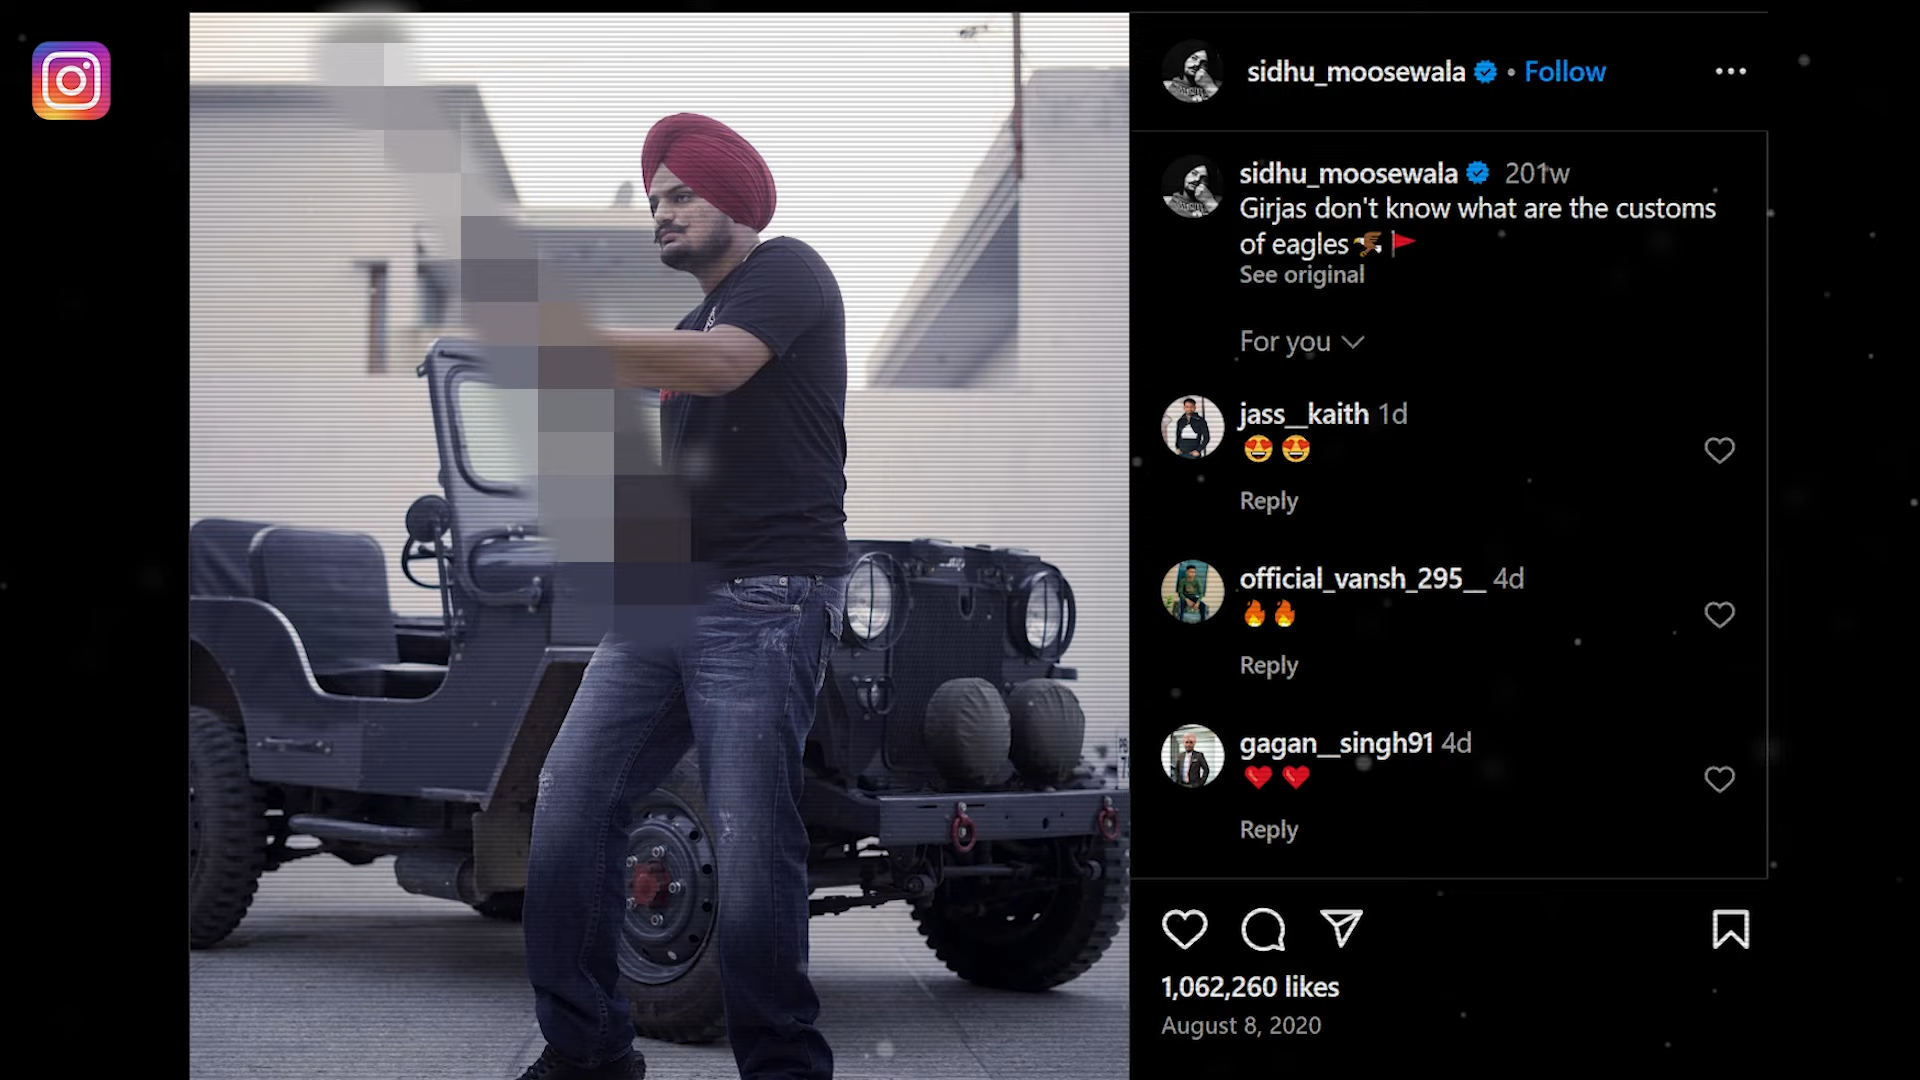 sidhu_moosewala • Follow
sidhu_moosewala 201w
Girjas don't know what are the customs
of eagles
See original
For you
jass__kaith 1d
Reply
official_vansh_295__ 4d
Reply
gagan__singh91 4d
Reply
1,062,260 likes
August 8, 2020